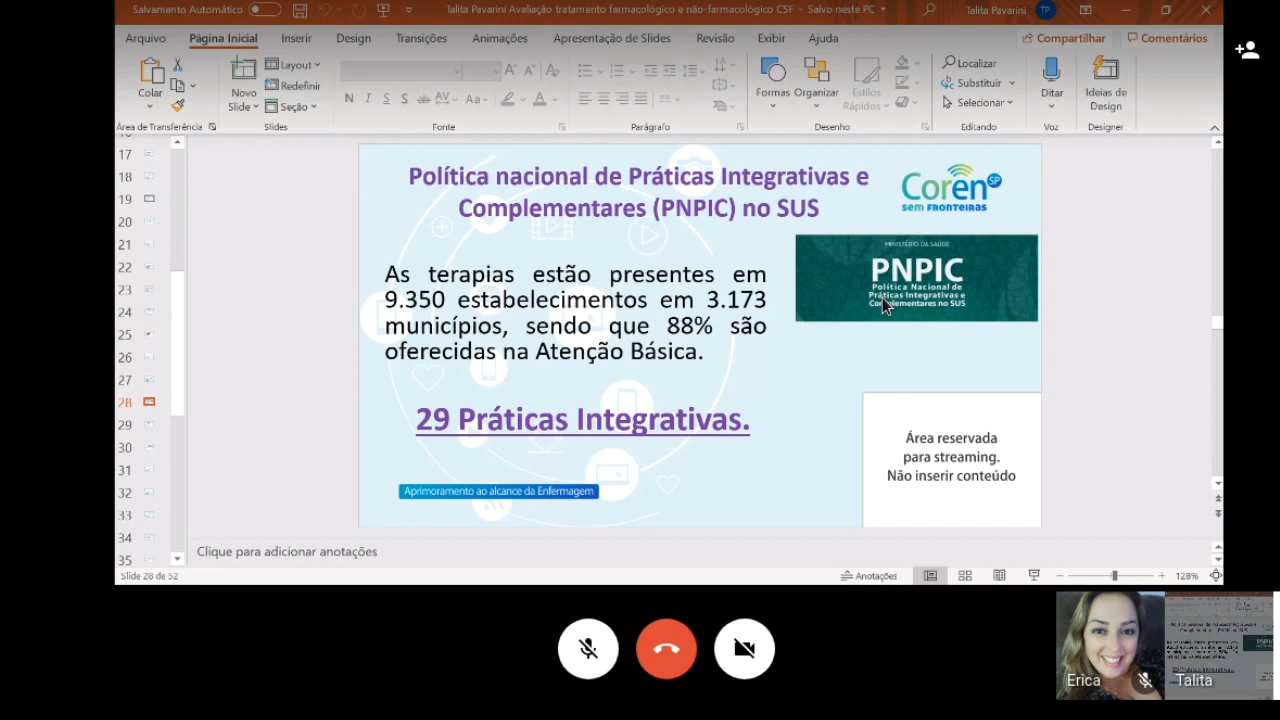 Salvamento Automático
Talita Pavarini Avaliação tratamento farmacológico e não-farmacológico CSF - Salvo neste PC
Talita Pavarini
TP
Arquivo
Página Inicial
Inserir
Design
Transições
Animações
Apresentação de Slides
Revisão
Exibir
Ajuda
Compartilhar
Comentários
Colar
Novo
Slide
Layout
Redefinir
Seção
N
I
S
S
ab
AV
Aa
A
A
A
Formas
Organizar
Estilos
Rápidos
Localizar
Substituir
Selecionar
Ditar
Ideias de
Design
Área de Transferência
Slides
Fonte
Parágrafo
Desenho
Editando
Voz
Designer
17
18
19
20
21
22
23
24
25
26
27
28
29
30
31
32
33
34
35
Política nacional de Práticas Integrativas e
Complementares (PNPIC) no SUS
Corén SP
SEM FRONTEIRAS
As terapias estão presentes em
9.350 estabelecimentos em 3.173
municípios, sendo que 88% são
oferecidas na Atenção Básica.
MINISTÉRIO DA SAÚDE
PNPIC
Política Nacional de
Práticas Integrativas e
Complementares no SUS
29 Práticas Integrativas.
Área reservada
para streaming.
Não inserir conteúdo
Aprimoramento ao alcance da Enfermagem
Clique para adicionar anotações
Slide 28 de 52
Anotações
128%
Erica
Talita